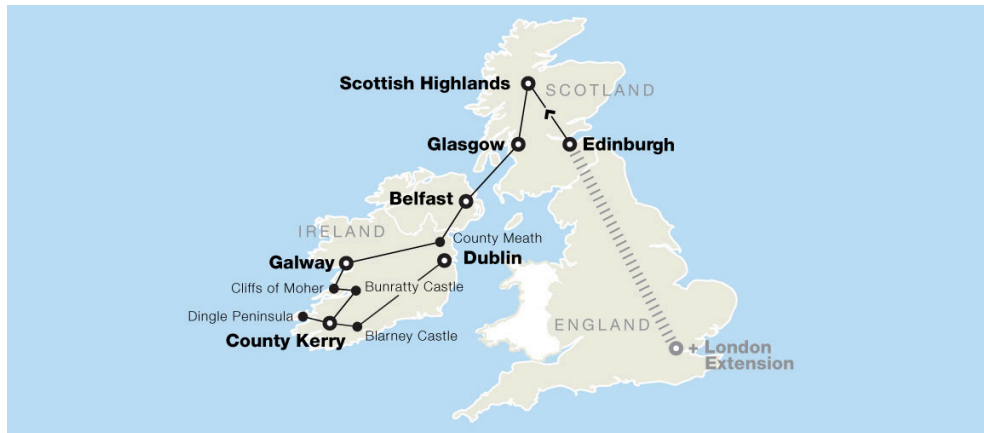 Scottish Highlands
SCOTLAND
Glasgow
Edinburgh
Belfast
IRELAND
County Meath
Galway
Dublin
Cliffs of Moher
Bunratty Castle
Dingle Peninsula
County Kerry
Blarney Castle
ENGLAND
+ London
Extension